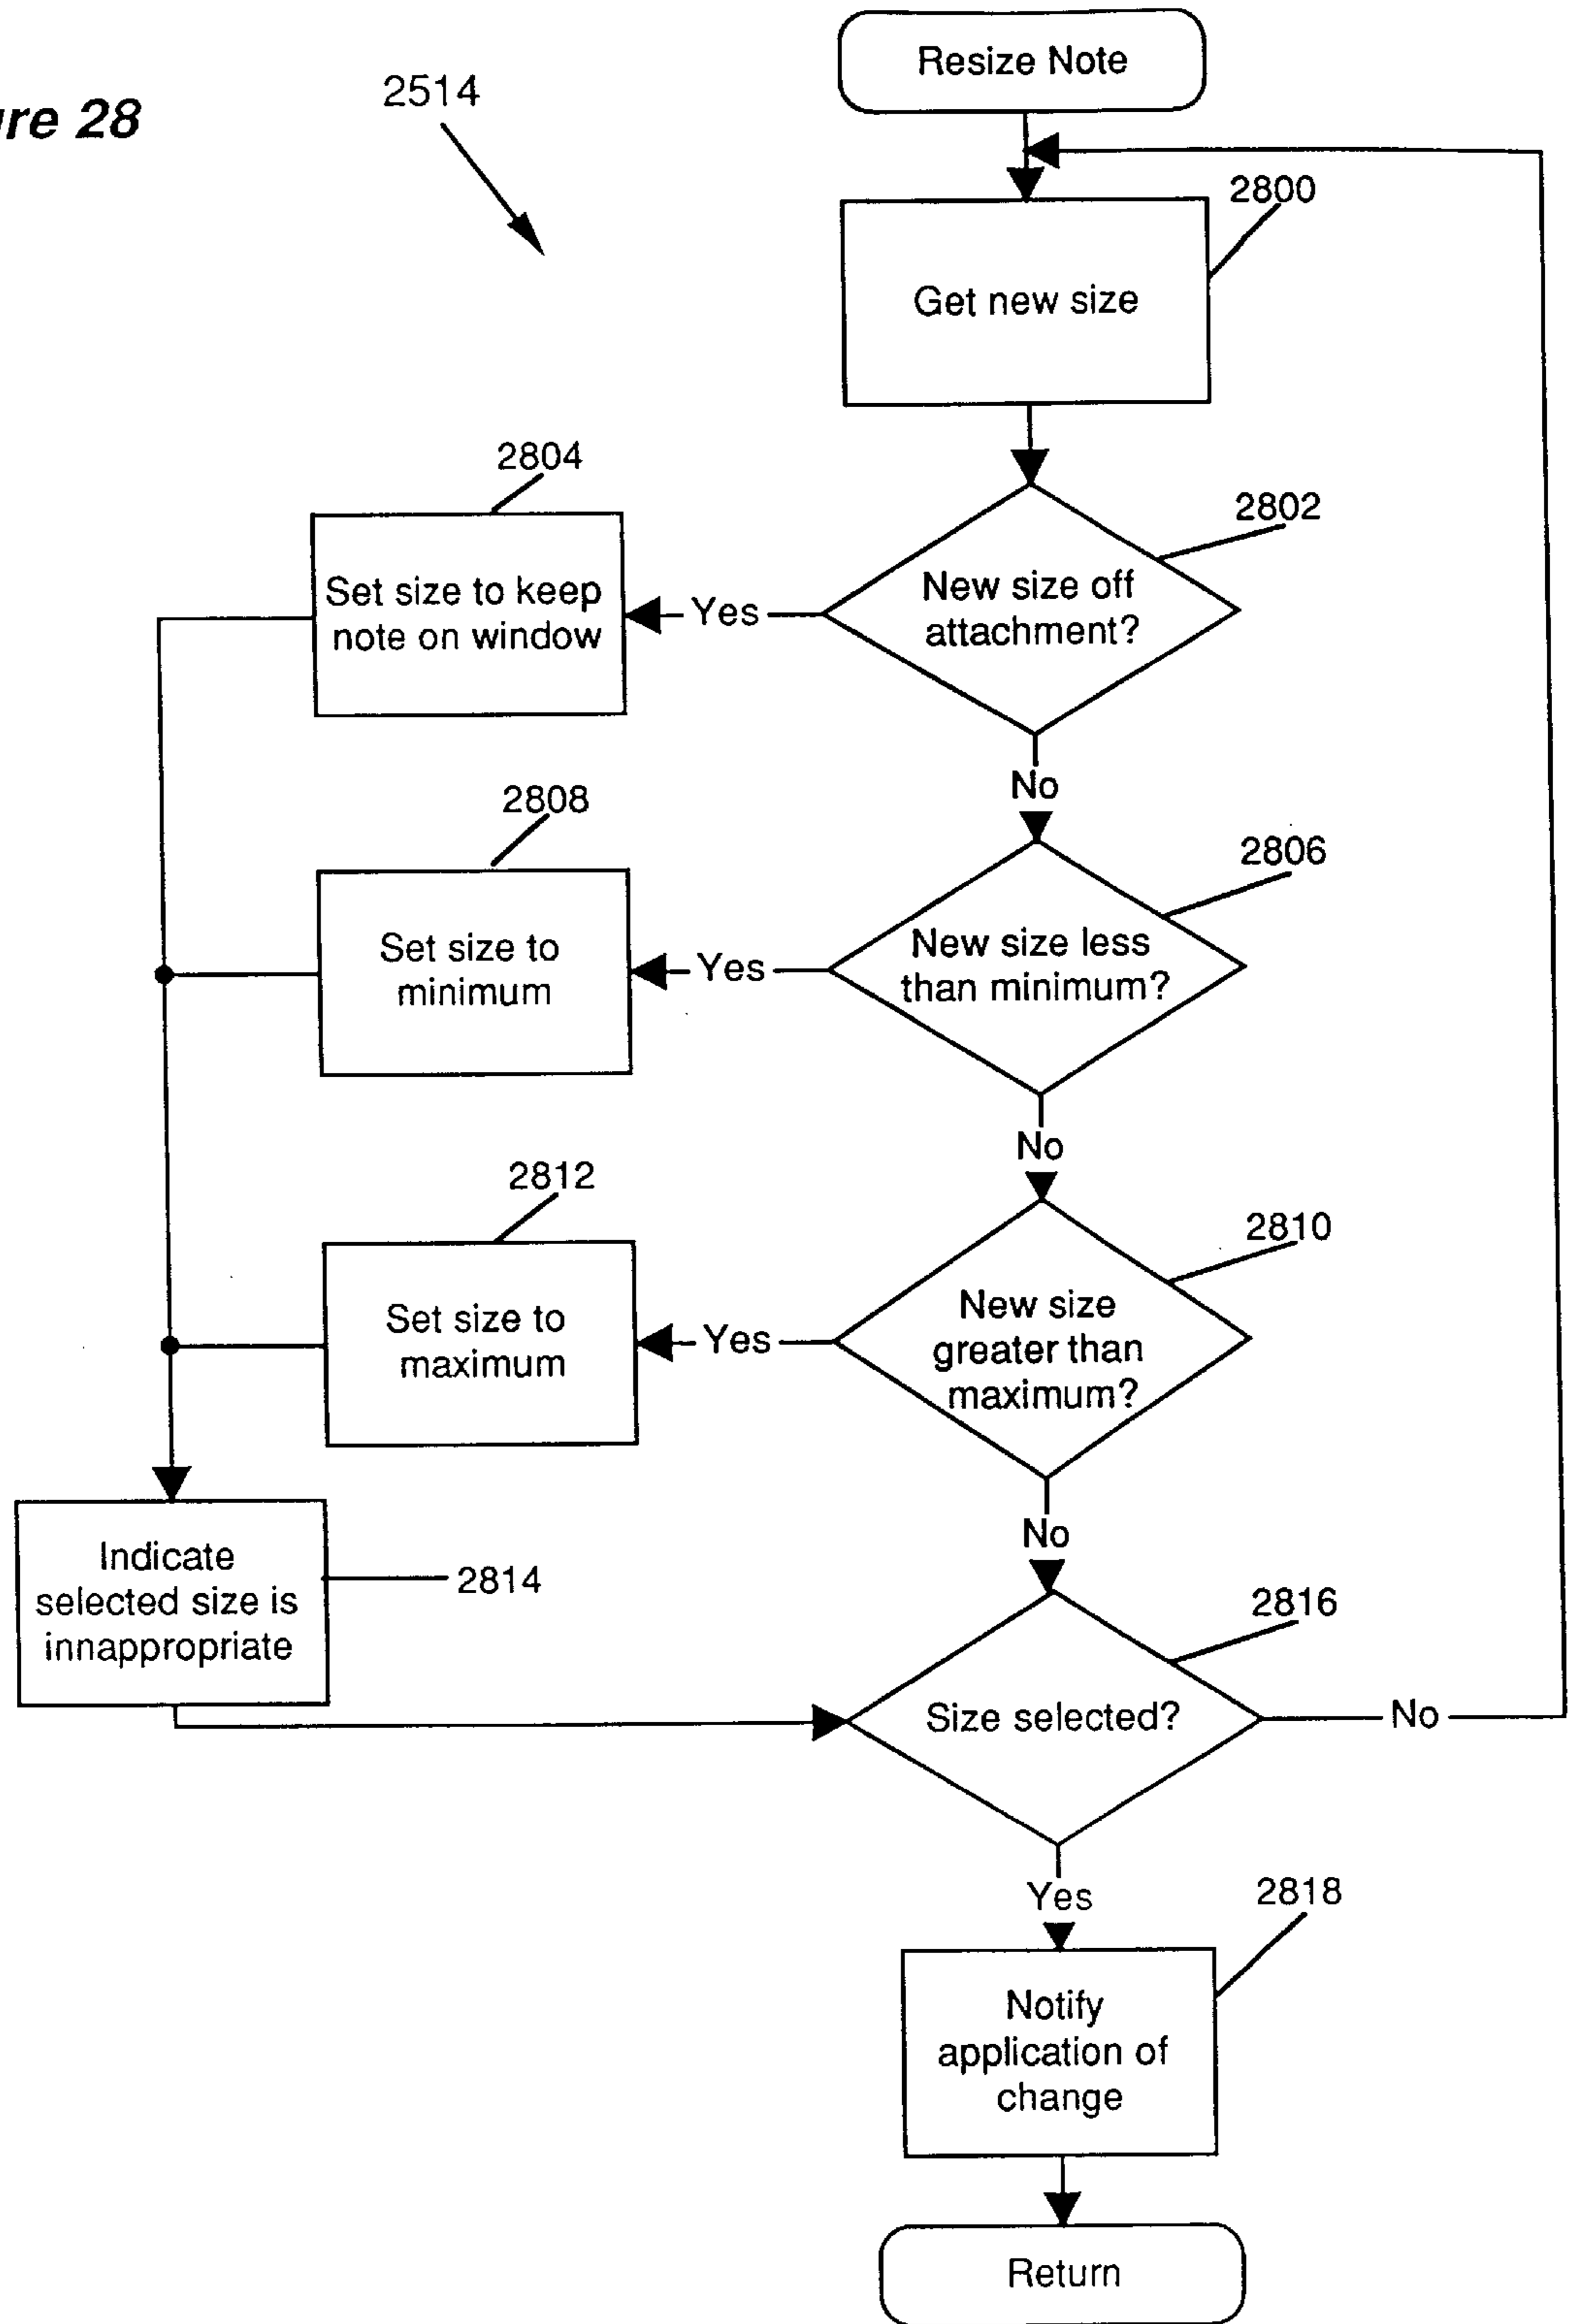 ure 28
2514
Resize Note
2800
Get new size
2804
2802
Set size to keep
note on window
Yes
New size off
attachment?
No
2808
2806
Set size to
minimum
Yes
New size less
than minimum?
No
2812
2810
Set size to
maximum
Yes
New size
greater than
maximum?
No
Indicate
selected size is
innappropriate
2814
2816
Size selected?
No
Yes
2818
Notify
application of
change
Return